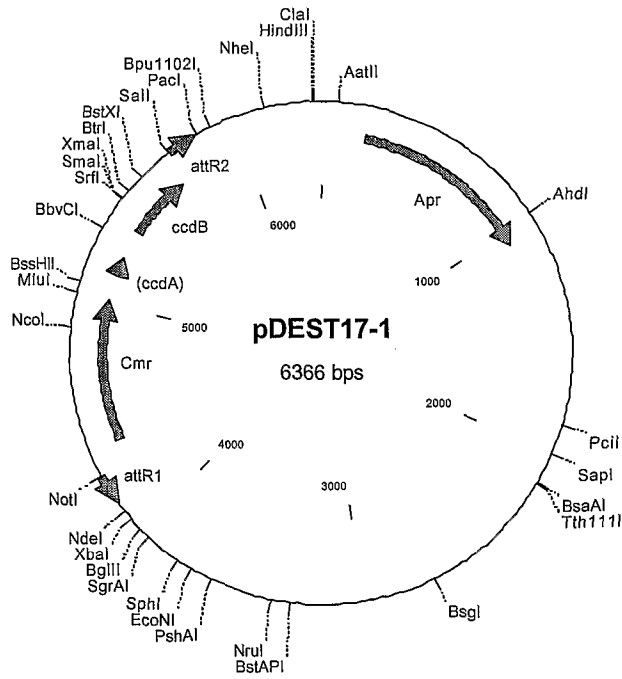 ClaI
HindIII
NheI
AatII
Bpu1102I
PacI
SalI
BstXI
BtrI
XmaI
SmaI
SrfI
BbvCI
BssHII
MluI
NcoI
attR2
ccdB
(ccdA)
Cmr
attR1
Apr
AhdI
6000
1000
5000
pDEST17-1
6366 bps
2000
4000
3000
PciI
SapI
BsaAI
Tth111I
NotI
NdeI
XbaI
BglII
SgrAI
SphI
EcoNI
PshAI
NruI
BstAPI
BsgI